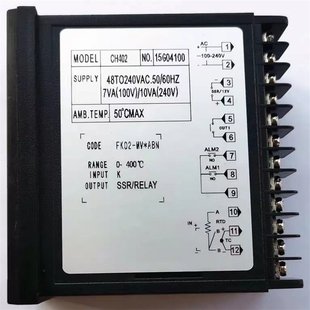 MODEL CH402 NO. 15G04100
SUPPLY 48TO240VAC.50/60HZ
7VA(100V)/10VA(240V)
AMB.TEMP. 50°CMAX
CODE FK02-MV*ABN
RANGE 0- 400℃
INPUT K
OUTPUT SSR/RELAY
AC
100-240V
1
2
3
SSR/12V
4
5
OUT1
6
ALM2
NO
7
ALM1
8
NO
9
A
10
IN
RTD
B
11
TC
B
12